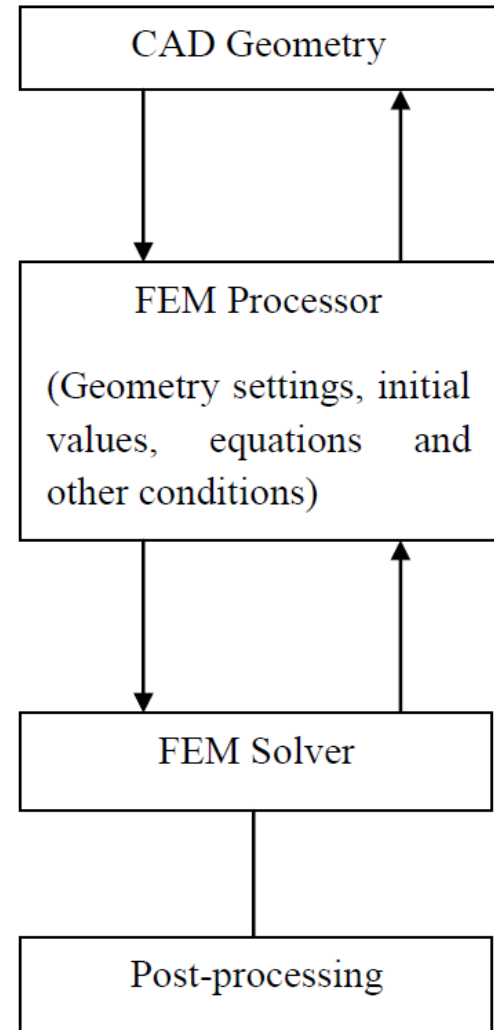 CAD Geometry
FEM Processor
(Geometry settings, initial
values, equations and
other conditions)
FEM Solver
Post-processing